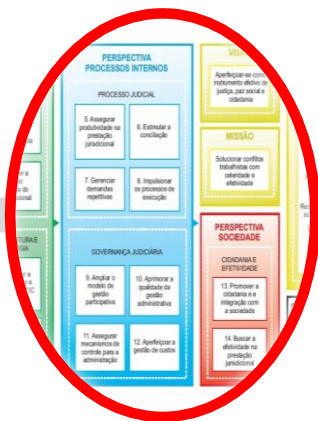 PERSPECTIVA
PROCESSOS INTERNOS
PROCESSO JUDICIAL
5. Assegurar
produtividade na
prestação
jurisdicional
6. Estimular a
conciliação
7. Gerenciar
demandas
repetitivas
8. Impulsionar
os processos de
execução
GOVERNANÇA JUDICIÁRIA
9. Ampliar o
modelo de
gestão
participativa
10. Aprimorar a
qualidade da
gestão
administrativa
11. Assegurar
mecanismos de
controle para a
administração
12. Aperfeiçoar a
gestão de custos
Aperfeiçoar-se como
instrumento efetivo de
justiça, paz social e
cidadania
MISSÃO
Solucionar conflitos
trabalhistas com
celeridade e
efetividade
PERSPECTIVA
SOCIEDADE
CIDADANIA E
EFETIVIDADE
13. Promover a
cidadania e a
integração com
a sociedade
14. Buscar a
efetividade na
prestação
jurisdicional